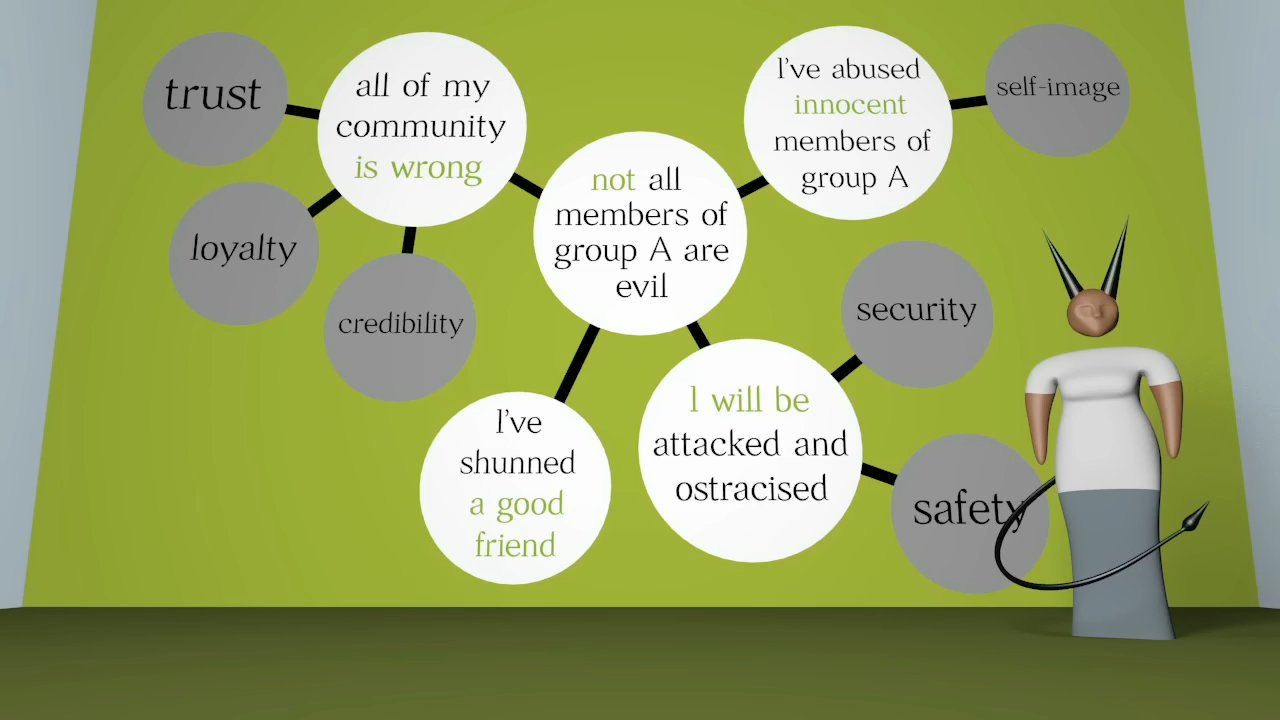 trust
all of my
community
is wrong
loyalty
credibility
not all
members of
group A are
evil
I've abused
innocent
members of
group A
self-image
security
I've
shunned
a good
friend
I will be
attacked and
ostracised
safety